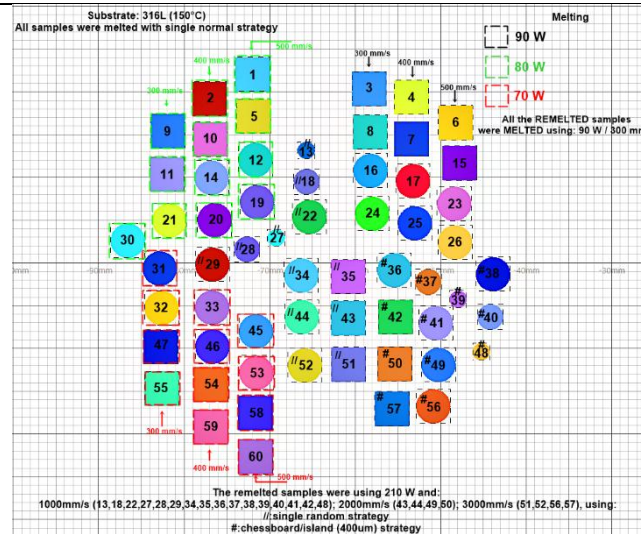 Substrate: 316L (150°C)
All samples were melted with single normal strategy
Melting
90 W
80 W
70 W
All the REMELTED samples
were MELTED using: 90 W / 300 mm
500 mm/s
400 mm/s
300 mm/s
300 mm/s
400 mm/s
500 mm/s
1
2
3
4
5
6
9
10
8
7
12
//13
15
11
14
16
17
//18
19
23
21
20
//22
24
25
30
//28
//27
26
31
//29
//34
//35
#36
#37
#38
32
33
#39
//44
//43
#42
#41
#40
47
46
45
//52
//51
#50
#49
#48
55
54
53
#57
#56
59
58
60
300 mm/s
400 mm/s
500 mm/s
-90mm
-70mm
-40mm
-30mm
The remelted samples were using 210 W and:
1000mm/s (13,18,22,27,28,29,34,35,36,37,38,39,40,41,42,48); 2000mm/s (43,44,49,50); 3000mm/s (51,52,56,57), using:
//:single random strategy
#:chessboard/island (400um) strategy